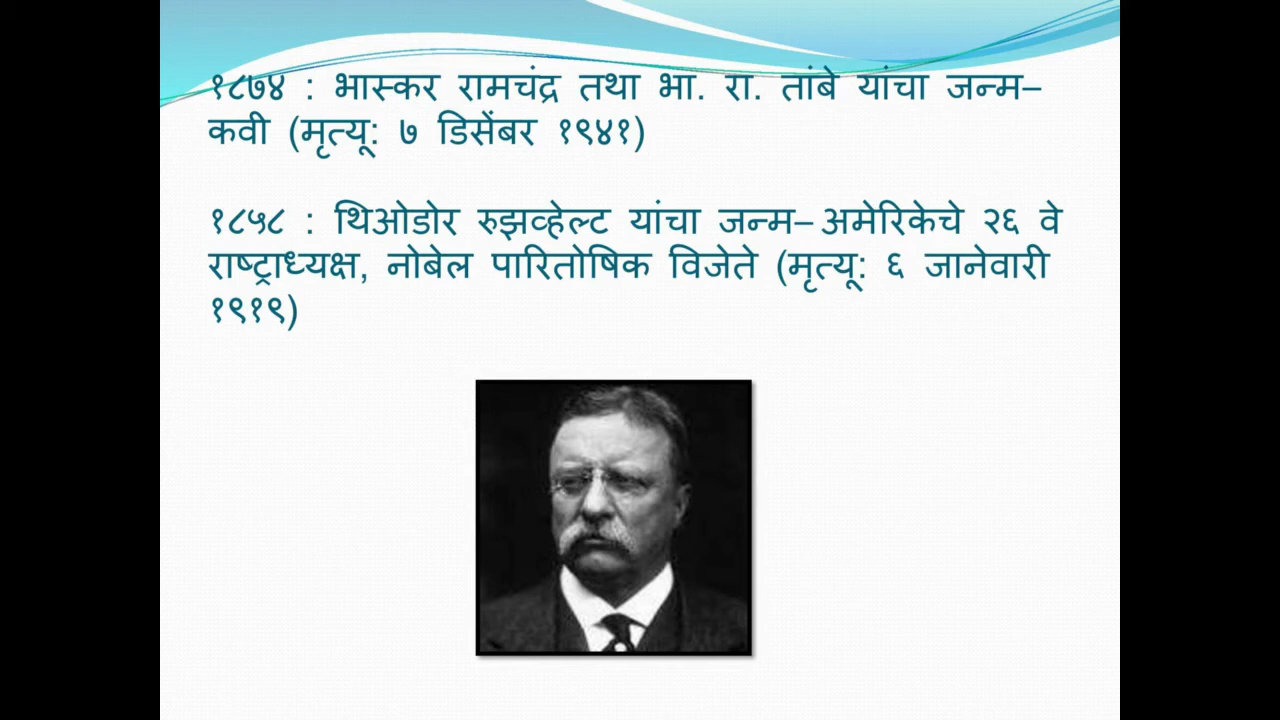 १८७४ : भास्कर रामचंद्र तथा भा. रा. तांबे यांचा जन्म–
कवी (मृत्यू: ७ डिसेंबर १९४१)
१८५८ : थिओडोर रुझव्हेल्ट यांचा जन्म– अमेरिकेचे २६ वे
राष्ट्राध्यक्ष, नोबेल पारितोषिक विजेते (मृत्यू: ६ जानेवारी
१९१९)